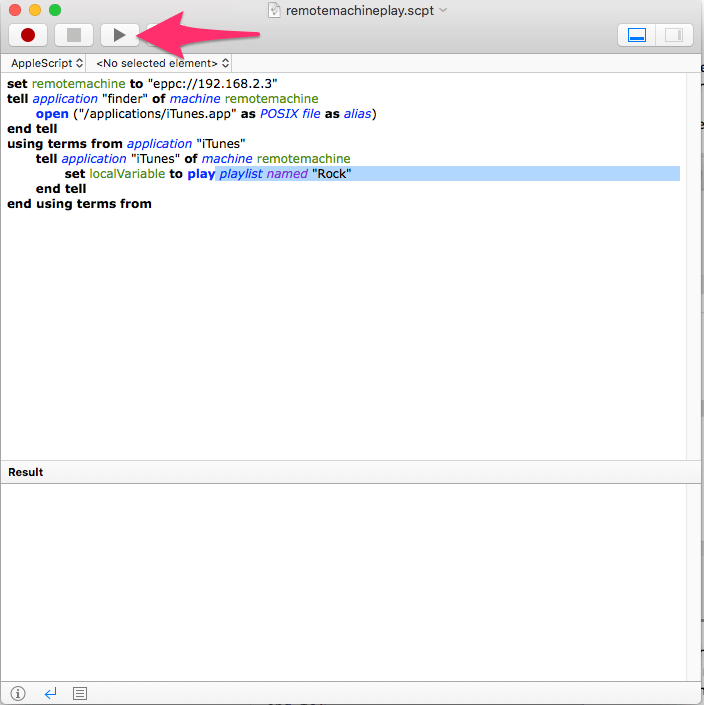 remotemachineplay.scpt
AppleScript <No selected element>
set remotemachine to "eppc://192.168.2.3"
tell application "finder" of machine remotemachine
open ("/applications/iTunes.app" as POSIX file as alias)
end tell
using terms from application "iTunes"
tell application "iTunes" of machine remotemachine
set localVariable to play playlist named "Rock"
end tell
end using terms from
Result